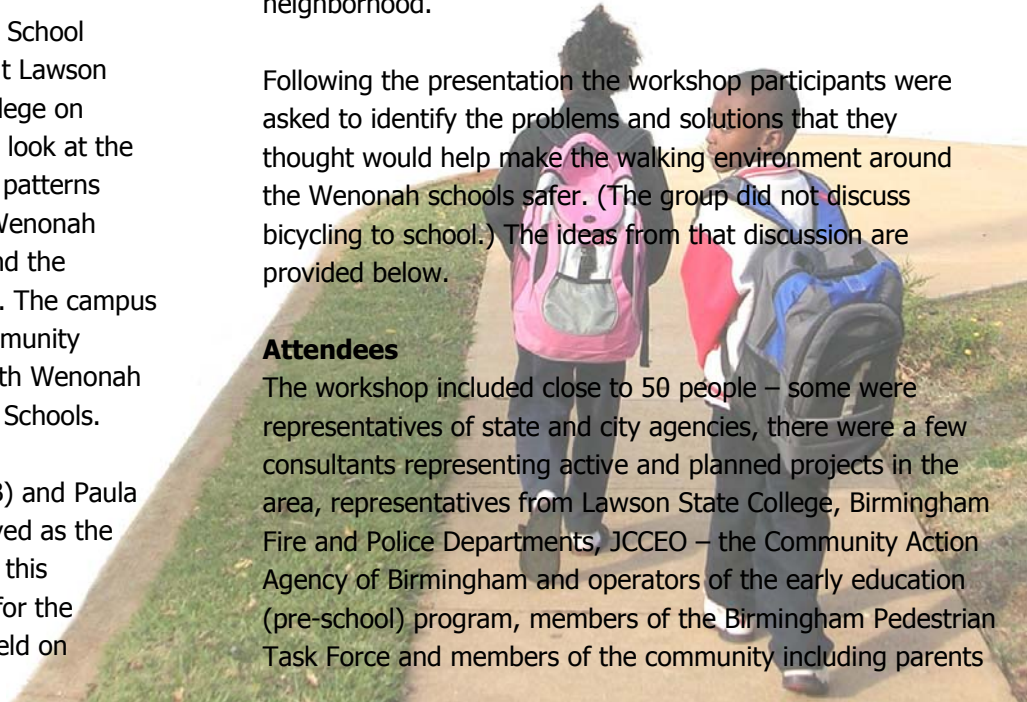 School
t Lawson
lege on
look at the
patterns
Wenonah
nd the
. The campus
munity
th Wenonah
Schools.
3) and Paula
ved as the
this
for the
eld on
neighborhood.
Following the presentation the workshop participants were
asked to identify the problems and solutions that they
thought would help make the walking environment around
the Wenonah schools safer. (The group did not discuss
bicycling to school.) The ideas from that discussion are
provided below.
Attendees
The workshop included close to 50 people – some were
representatives of state and city agencies, there were a few
consultants representing active and planned projects in the
area, representatives from Lawson State College, Birmingham
Fire and Police Departments, JCCEO – the Community Action
Agency of Birmingham and operators of the early education
(pre-school) program, members of the Birmingham Pedestrian
Task Force and members of the community including parents